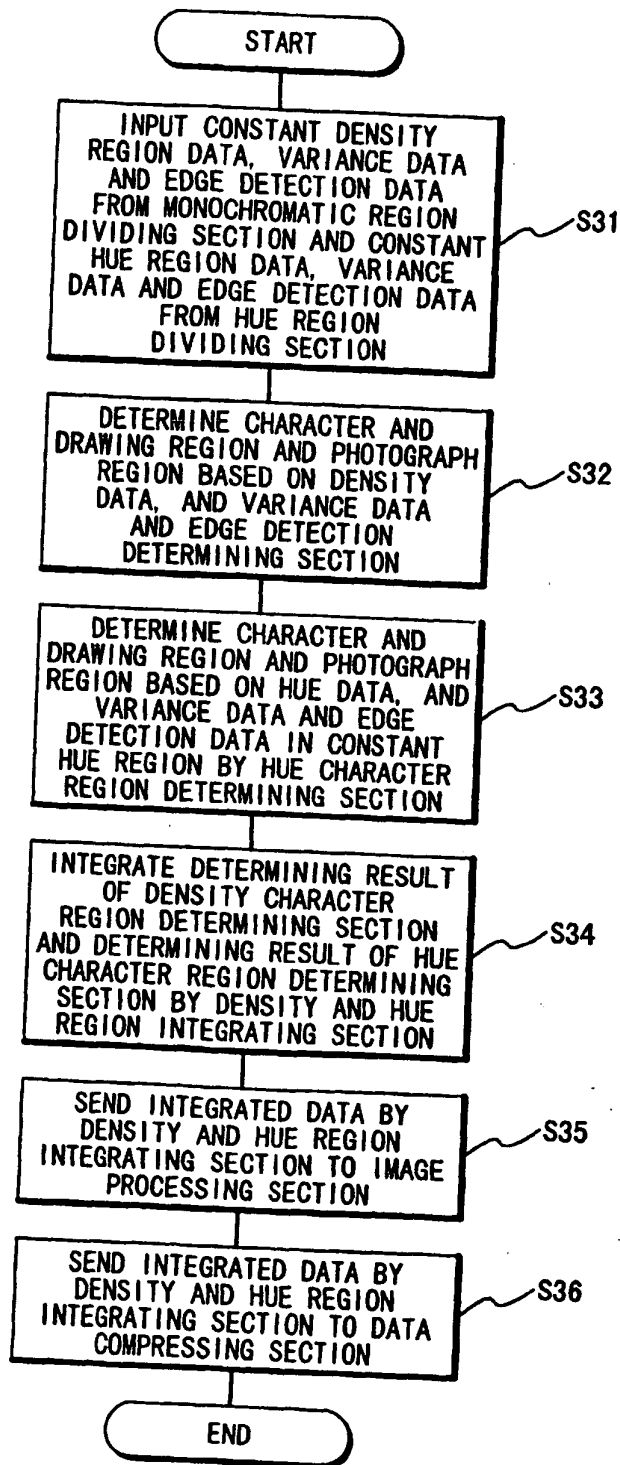 START
INPUT CONSTANT DENSITY
REGION DATA, VARIANCE DATA
AND EDGE DETECTION DATA
FROM MONOCHROMATIC REGION
DIVIDING SECTION AND CONSTANT
HUE REGION DATA, VARIANCE
DATA AND EDGE DETECTION DATA
FROM HUE REGION
DIVIDING SECTION
S31
DETERMINE CHARACTER AND
DRAWING REGION AND PHOTOGRAPH
REGION BASED ON DENSITY
DATA, AND VARIANCE DATA
AND EDGE DETECTION
DETERMINING SECTION
S32
DETERMINE CHARACTER AND
DRAWING REGION AND PHOTOGRAPH
REGION BASED ON HUE DATA, AND
VARIANCE DATA AND EDGE
DETECTION DATA IN CONSTANT
HUE REGION BY HUE CHARACTER
REGION DETERMINING SECTION
S33
INTEGRATE DETERMINING RESULT
OF DENSITY CHARACTER
REGION DETERMINING SECTION
AND DETERMINING RESULT OF HUE
CHARACTER REGION DETERMINING
SECTION BY DENSITY AND HUE
REGION INTEGRATING SECTION
S34
SEND INTEGRATED DATA BY
DENSITY AND HUE REGION
INTEGRATING SECTION TO IMAGE
PROCESSING SECTION
S35
SEND INTEGRATED DATA BY
DENSITY AND HUE REGION
INTEGRATING SECTION TO DATA
COMPRESSING SECTION
S36
END